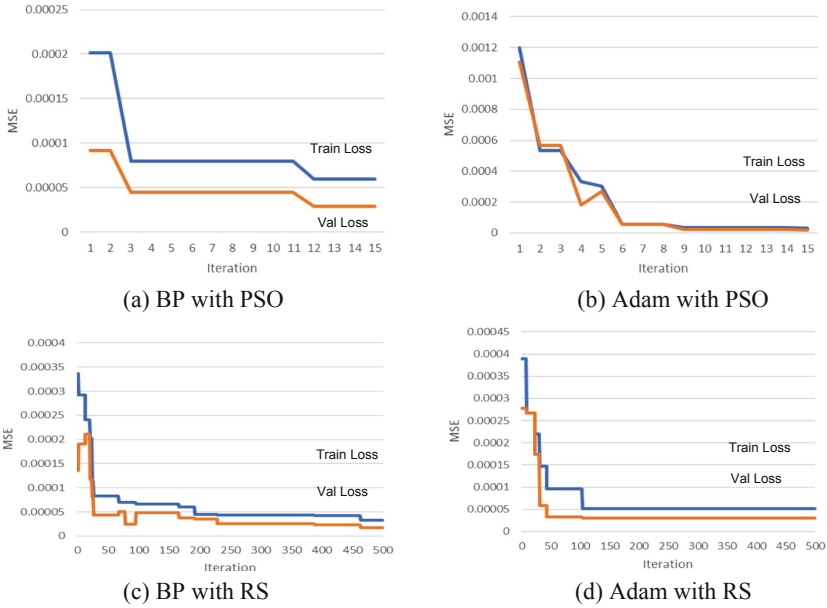 0.00025
0.0002
0.00015
0.0001
0.00005
0
MSE
Train Loss
Val Loss
1 2 3 4 5 6 7 8 9 10 11 12 13 14 15
Iteration
(a) BP with PSO
0.0014
0.0012
0.001
0.0008
0.0006
0.0004
0.0002
0
MSE
Train Loss
Val Loss
1 2 3 4 5 6 7 8 9 10 11 12 13 14 15
Iteration
(b) Adam with PSO
0.0004
0.00035
0.0003
0.00025
0.0002
0.00015
0.0001
0.00005
0
MSE
Train Loss
Val Loss
0 50 100 150 200 250 300 350 400 450 500
Iteration
(c) BP with RS
0.00045
0.0004
0.00035
0.0003
0.00025
0.0002
0.00015
0.0001
0.00005
0
MSE
Train Loss
Val Loss
0 50 100 150 200 250 300 350 400 450 500
Iteration
(d) Adam with RS